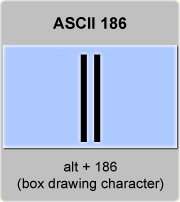 ASCII 186
║
alt + 186
(box drawing character)